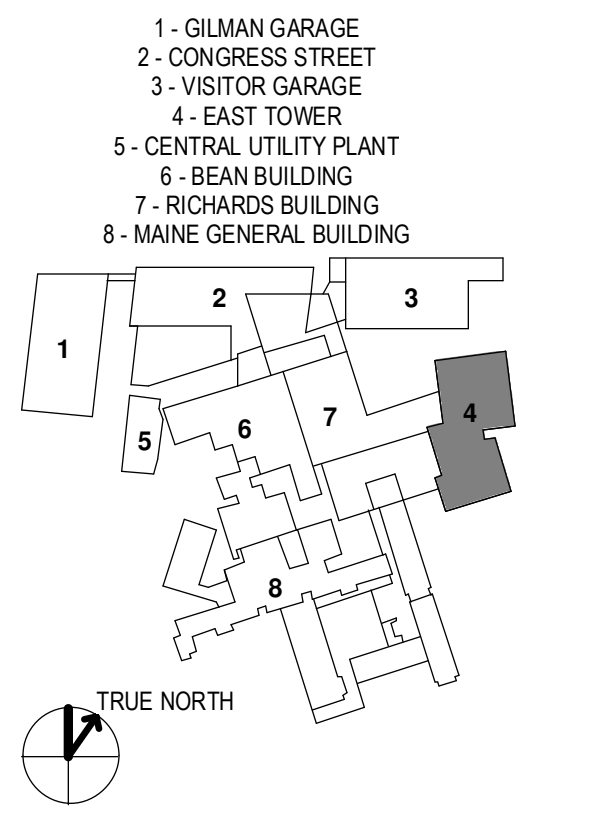 1 - GILMAN GARAGE
2 - CONGRESS STREET
3 - VISITOR GARAGE
4 - EAST TOWER
5 - CENTRAL UTILITY PLANT
6 - BEAN BUILDING
7 - RICHARDS BUILDING
8 - MAINE GENERAL BUILDING
2
3
1
4
7
6
5
8
TRUE NORTH